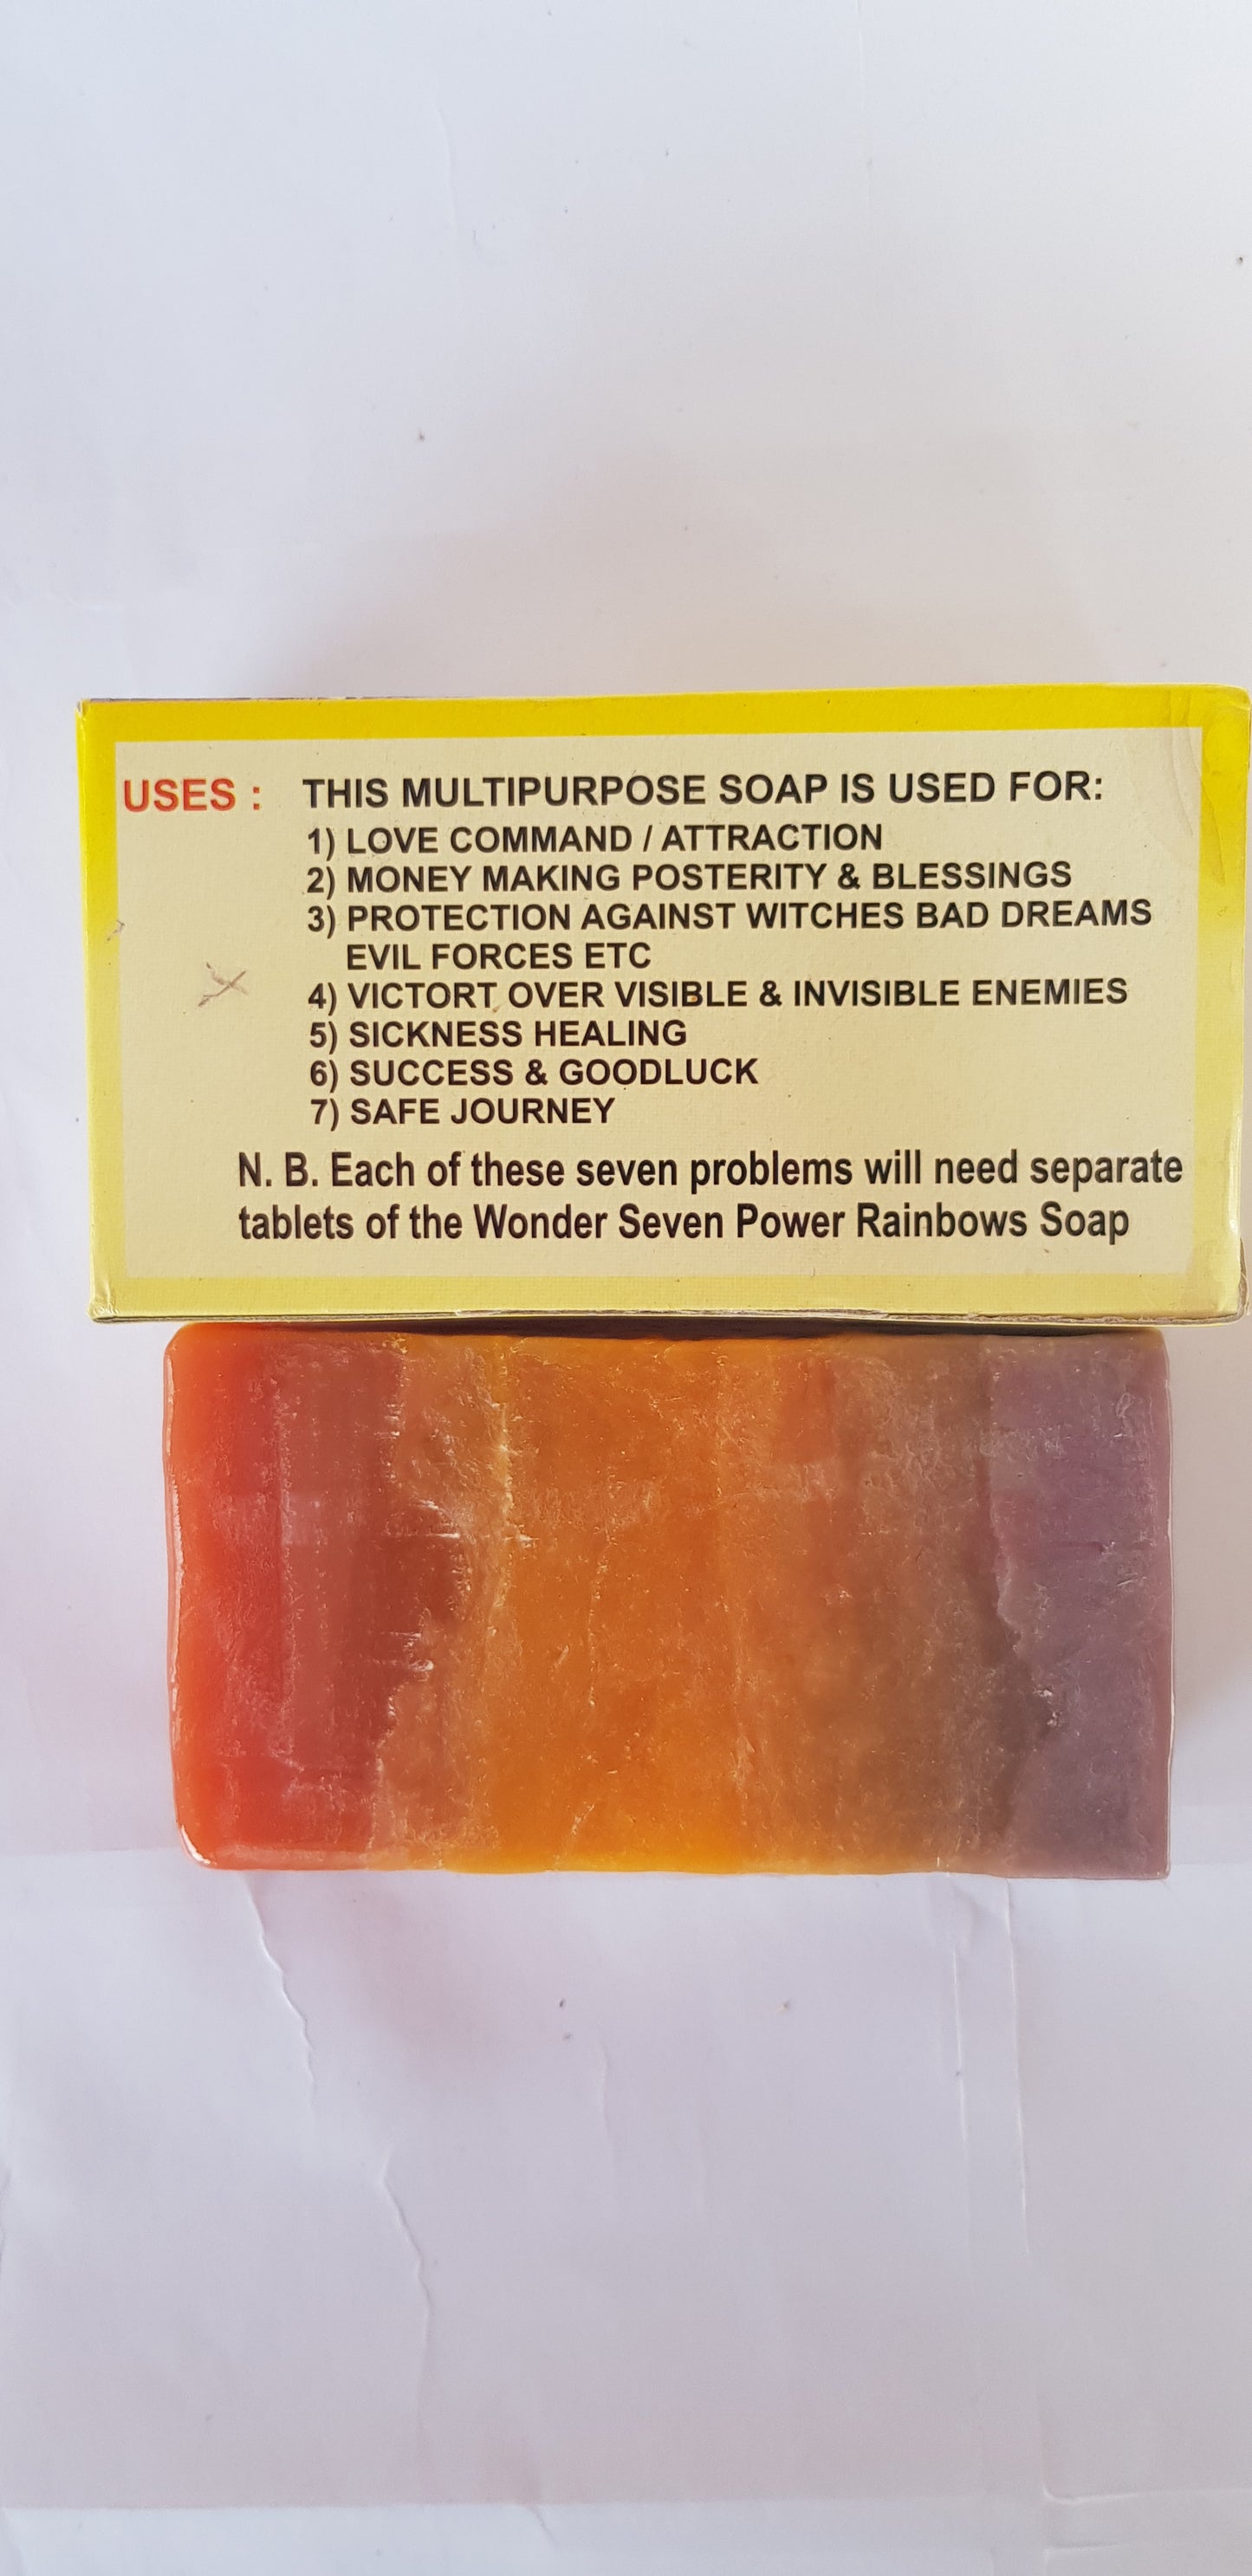 USES : THIS MULTIPURPOSE SOAP IS USED FOR:
1) LOVE COMMAND / ATTRACTION
2) MONEY MAKING POSTERITY & BLESSINGS
3) PROTECTION AGAINST WITCHES BAD DREAMS
EVIL FORCES ETC
4) VICTORT OVER VISIBLE & INVISIBLE ENEMIES
5) SICKNESS HEALING
6) SUCCESS & GOODLUCK
7) SAFE JOURNEY
N. B. Each of these seven problems will need separate
tablets of the Wonder Seven Power Rainbows Soap